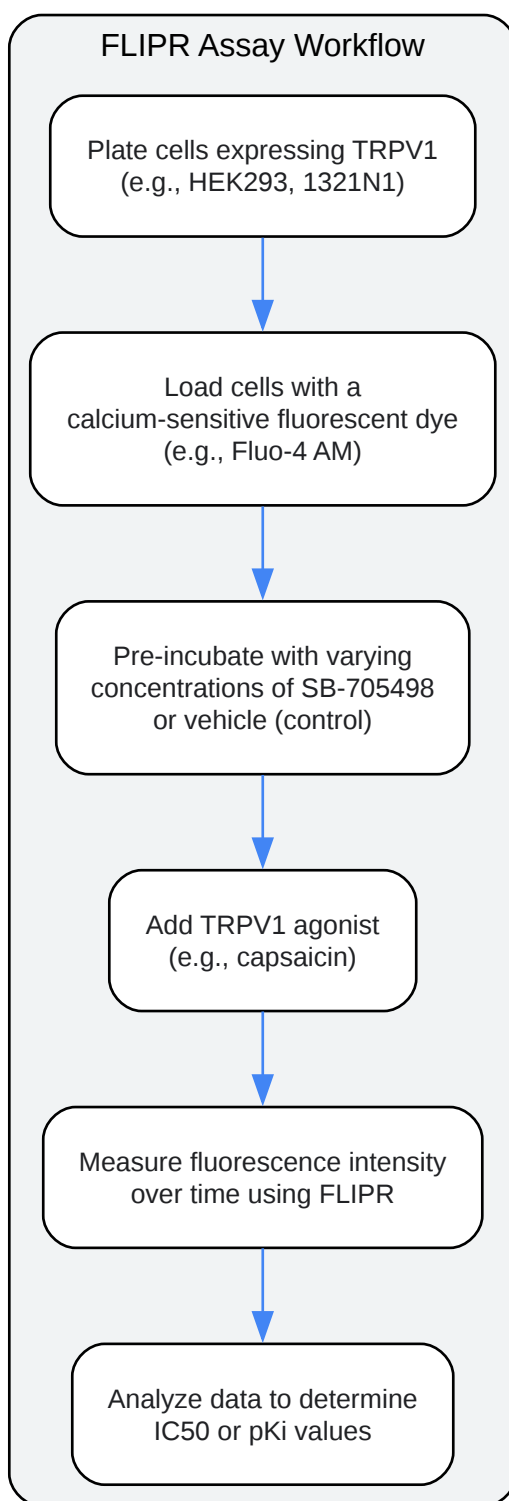 FLIPR Assay Workflow
Plate cells expressing TRPV1
(e.g., HEK293, 1321N1)
Load cells with a
calcium-sensitive fluorescent dye
(e.g., Fluo-4 AM)
Pre-incubate with varying
concentrations of SB-705498
or vehicle (control)
Add TRPV1 agonist
(e.g., capsaicin)
Measure fluorescence intensity
over time using FLIPR
Analyze data to determine
IC50 or pKi values